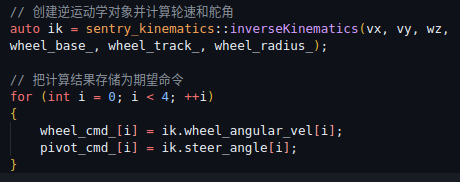 // 创建逆运动学对象并计算轮速和舵角
auto ik = sentry_kinematics::inverseKinematics(vx, vy, wz,
wheel_base_, wheel_track_, wheel_radius_);
// 把计算结果存储为期望命令
for (int i = 0; i < 4; ++i)
{
    wheel_cmd_[i] = ik.wheel_angular_vel[i];
    pivot_cmd_[i] = ik.steer_angle[i];
}